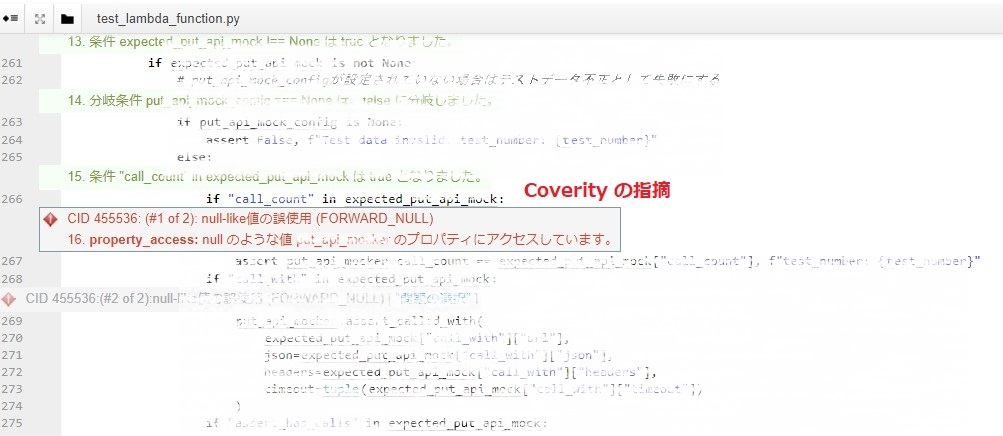 test_lambda_function.py
13. 条件 expected_put_api_mock !== None は true となりました。
261 if expected_put_api_mock is not None:
262 # put_api_mock_configが設定されていない場合はテストデータ不正として失敗にする
14. 分岐条件 put_api_mock_config === None は、false に分岐しました。
263 if put_api_mock_config is None:
264 assert False, f"Test data invalid. test_number: {test_number}"
265 else:
15. 条件 "call_count" in expected_put_api_mock は true となりました。
266 if "call_count" in expected_put_api_mock:
Coverity の指摘
CID 455536: (#1 of 2): null-like値の誤使用 (FORWARD_NULL)
16. property_access: null のような値 put_api_mocker のプロパティにアクセスしています。
267 assert put_api_mocker.call_count == expected_put_api_mock["call_count"], f"test_number: {test_number}"
268 if "call_with" in expected_put_api_mock:
CID 455536:(#2 of 2):null-like値の誤使用 (FORWARD_NULL) [
269 put_api_mocker.assert_called_with(
270 expected_put_api_mock["call_with"]["url"],
271 json=expected_put_api_mock["call_with"]["json"],
272 headers=expected_put_api_mock["call_with"]["headers"],
273 timeout=tuple(expected_put_api_mock["call_with"]["timeout"])
274 )
275 if "assert_has_calls" in expected_put_api_mock: